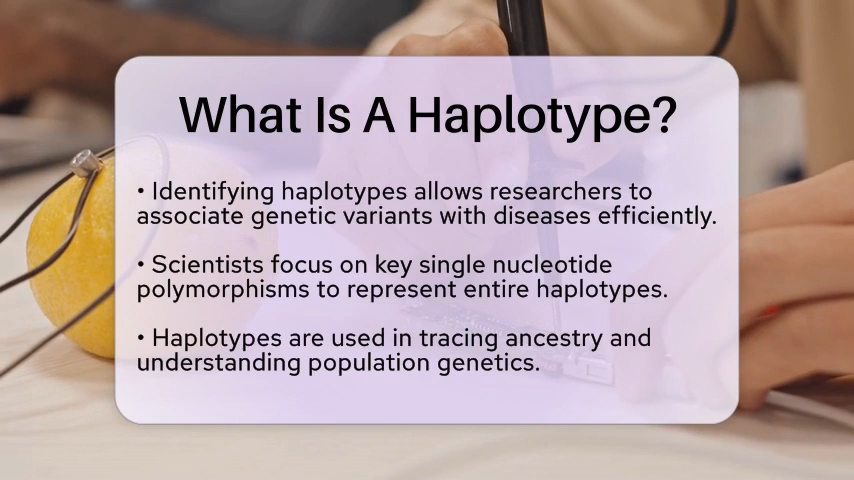 What Is A Haplotype?
• Identifying haplotypes allows researchers to
associate genetic variants with diseases efficiently.
• Scientists focus on key single nucleotide
polymorphisms to represent entire haplotypes.
• Haplotypes are used in tracing ancestry and
understanding population genetics.